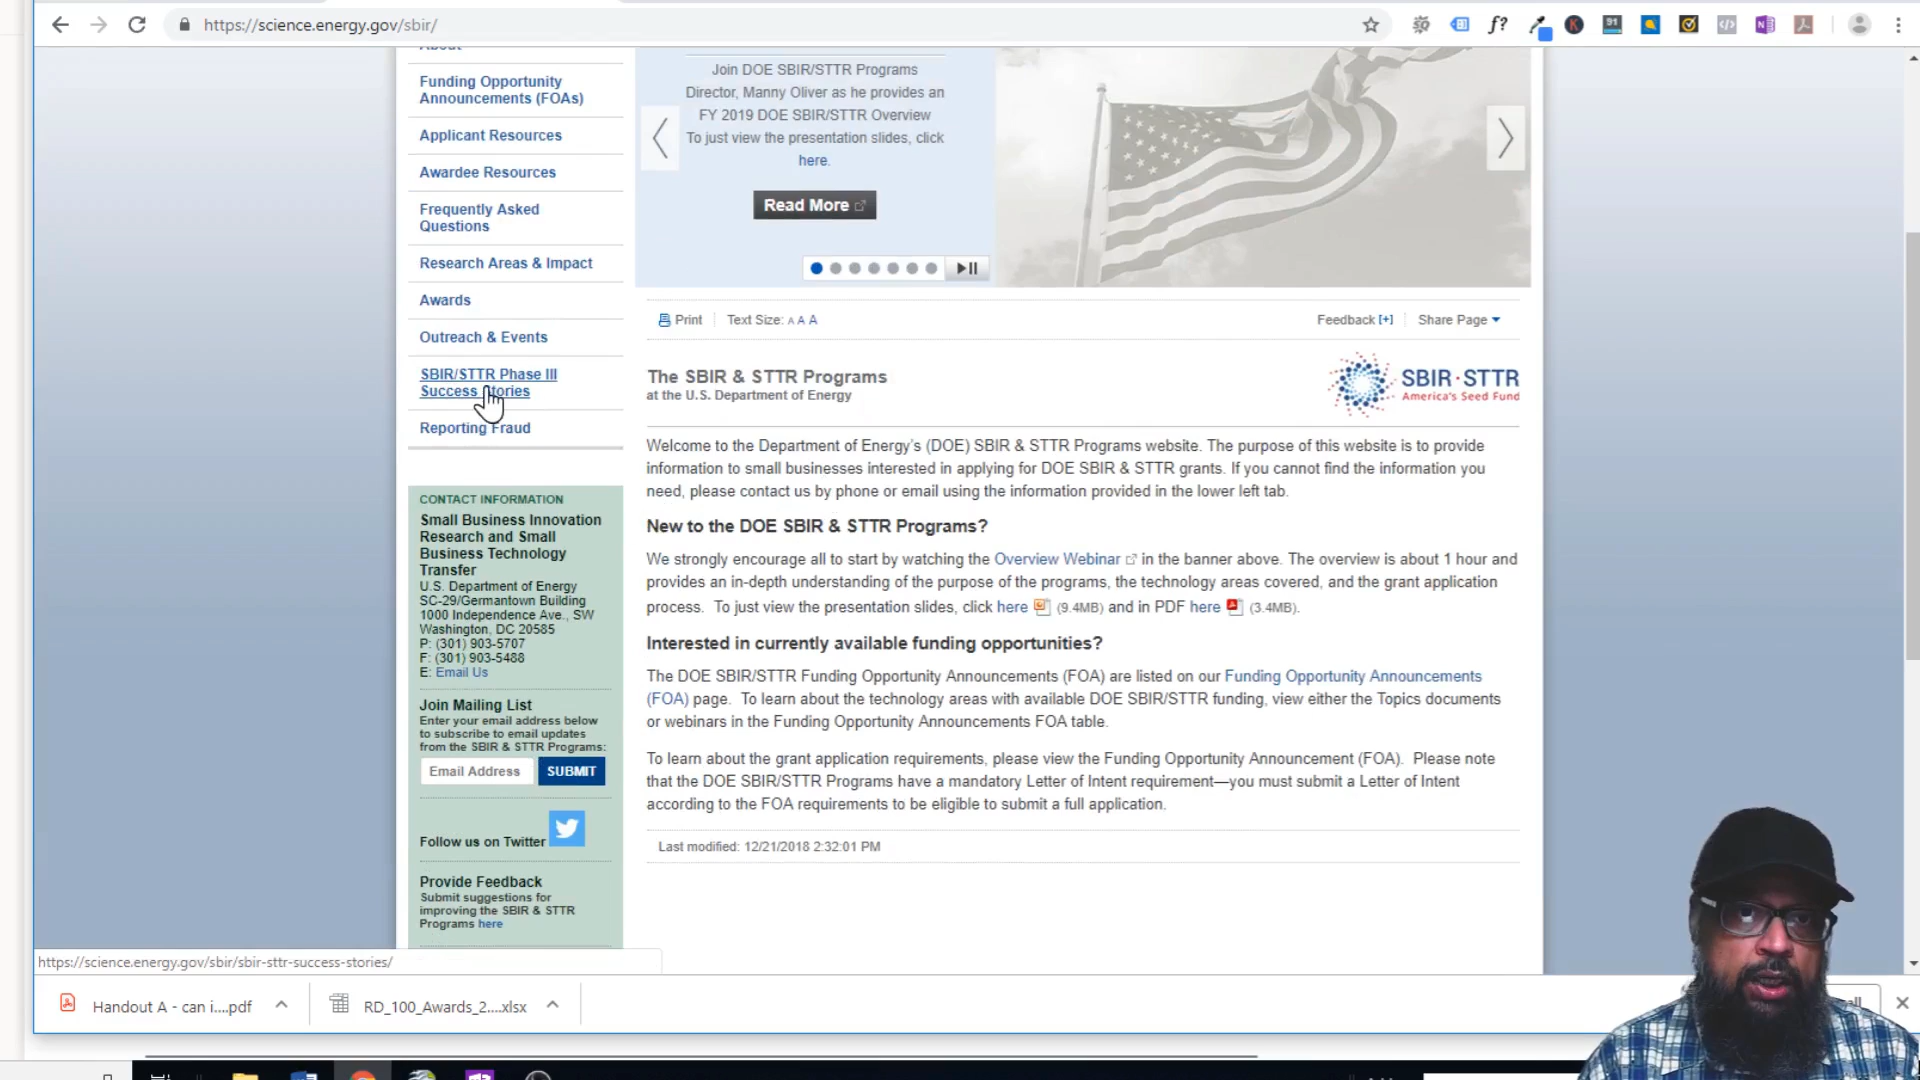 https://science.energy.gov/sbir/
f?
K
91
N
About
Funding Opportunity
Announcements (FOAs)
Applicant Resources
Awardee Resources
Frequently Asked
Questions
Research Areas & Impact
Awards
Outreach & Events
SBIR/STTR Phase III
Success Stories
Reporting Fraud
CONTACT INFORMATION
Small Business Innovation
Research and Small
Business Technology
Transfer
U.S. Department of Energy
SC-29/Germantown Building
1000 Independence Ave., SW
Washington, DC 20585
P: (301) 903-5707
F: (301) 903-5488
E: Email Us
Join Mailing List
Enter your email address below
to subscribe to email updates
from the SBIR & STTR Programs:
Email Address SUBMIT
Follow us on Twitter
Provide Feedback
Submit suggestions for
improving the SBIR & STTR
Programs here
Join DOE SBIR/STTR Programs
Director, Manny Oliver as he provides an
FY 2019 DOE SBIR/STTR Overview
To just view the presentation slides, click
here.
Read More
Print Text Size: A A A Feedback [+] Share Page
The SBIR & STTR Programs
at the U.S. Department of Energy
SBIR·STTR
America's Seed Fund
Welcome to the Department of Energy's (DOE) SBIR & STTR Programs website. The purpose of this website is to provide
information to small businesses interested in applying for DOE SBIR & STTR grants. If you cannot find the information you
need, please contact us by phone or email using the information provided in the lower left tab.
New to the DOE SBIR & STTR Programs?
We strongly encourage all to start by watching the Overview Webinar in the banner above. The overview is about 1 hour and
provides an in-depth understanding of the purpose of the programs, the technology areas covered, and the grant application
process. To just view the presentation slides, click here (9.4MB) and in PDF here (3.4MB).
Interested in currently available funding opportunities?
The DOE SBIR/STTR Funding Opportunity Announcements (FOA) are listed on our Funding Opportunity Announcements
(FOA) page. To learn about the technology areas with available DOE SBIR/STTR funding, view either the Topics documents
or webinars in the Funding Opportunity Announcements FOA table.
To learn about the grant application requirements, please view the Funding Opportunity Announcement (FOA). Please note
that the DOE SBIR/STTR Programs have a mandatory Letter of Intent requirement—you must submit a Letter of Intent
according to the FOA requirements to be eligible to submit a full application.
Last modified: 12/21/2018 2:32:01 PM
https://science.energy.gov/sbir/sbir-sttr-success-stories/
Handout A - can i....pdf
RD_100_Awards_2....xlsx